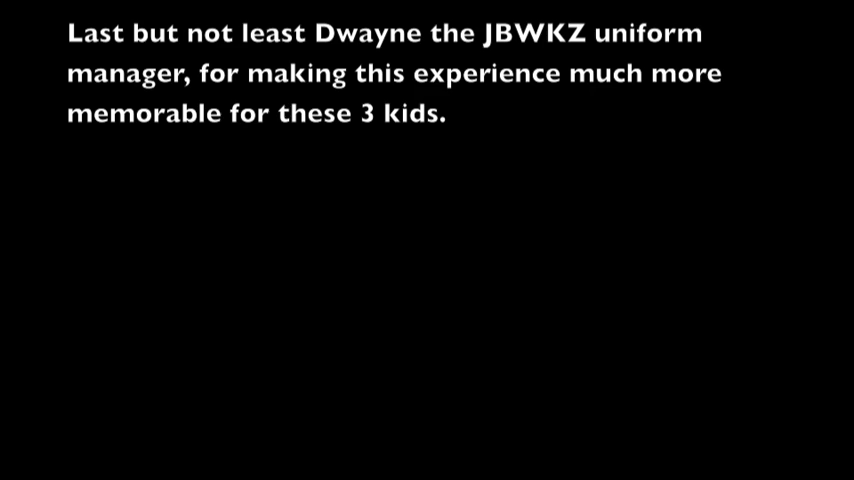 Last but not least Dwayne the JBWKZ uniform
manager, for making this experience much more
memorable for these 3 kids.